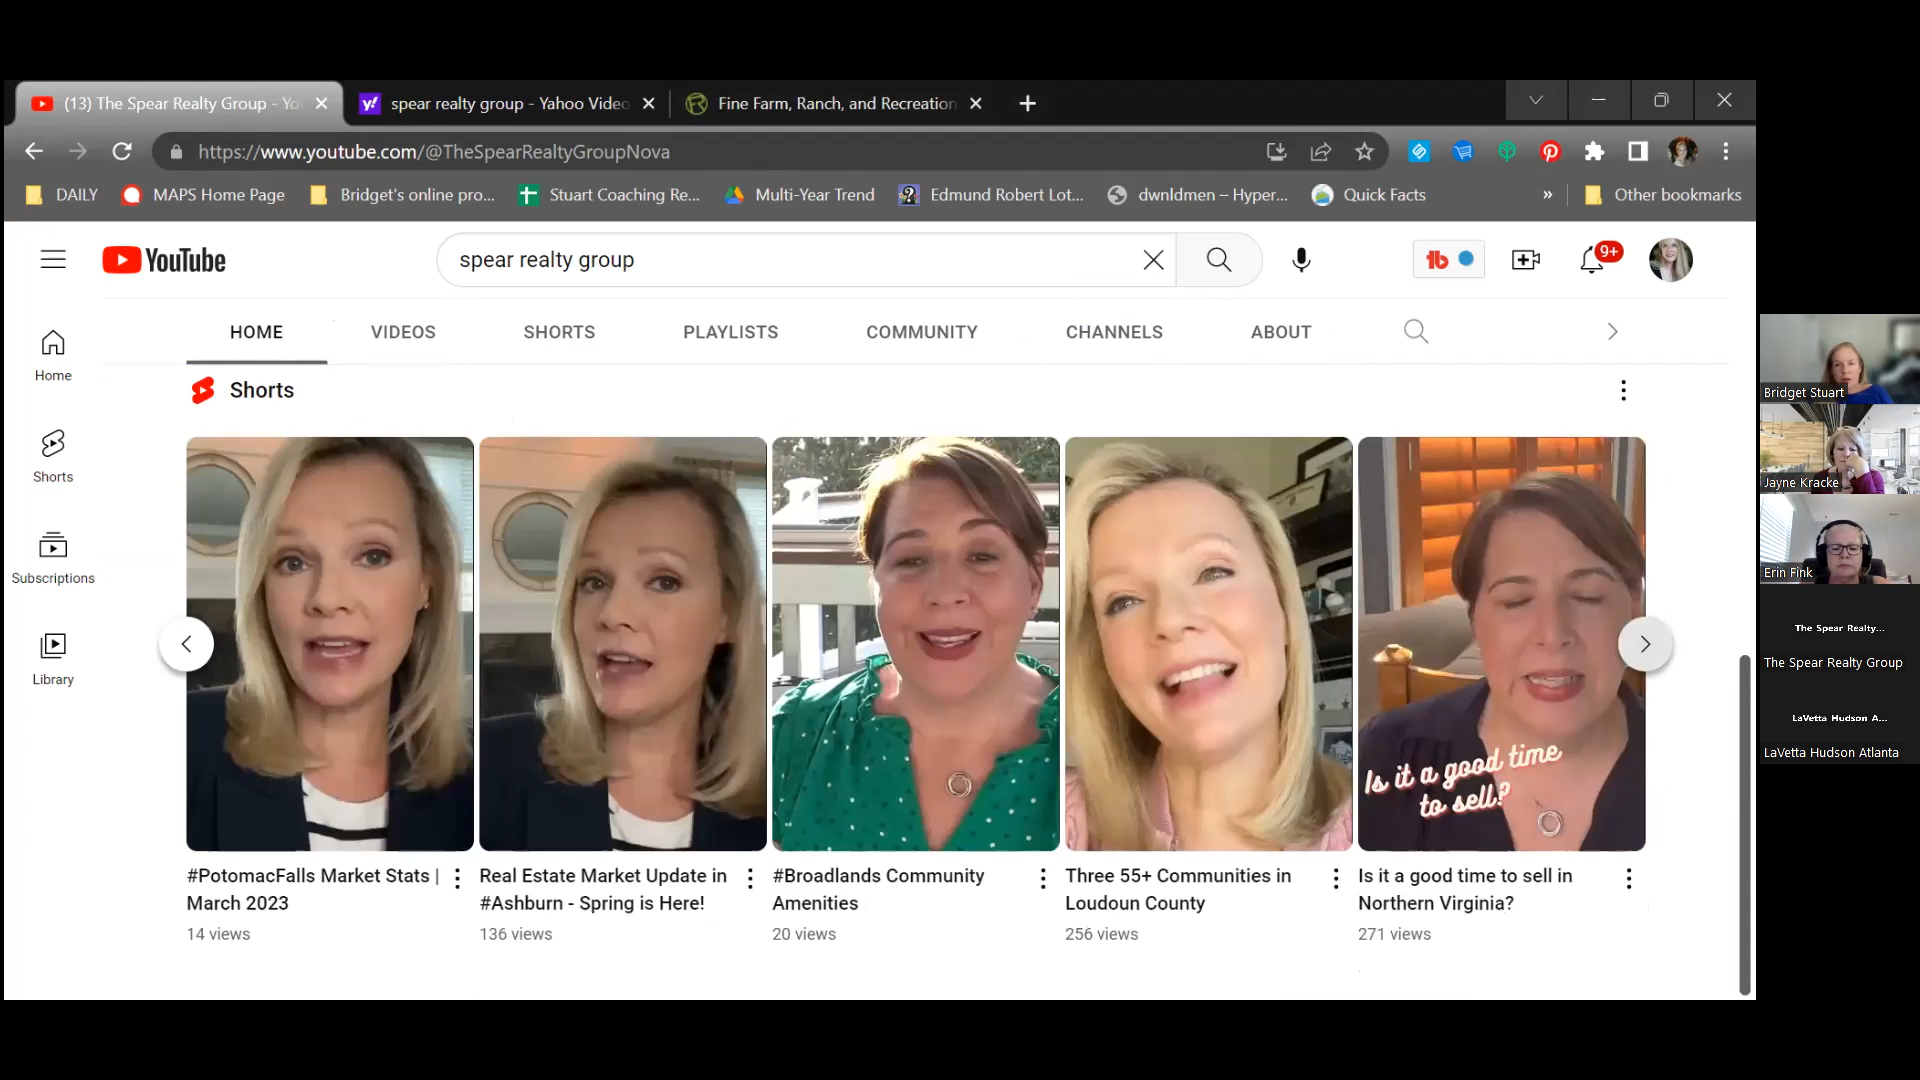 (13) The Spear Realty Group - Yo
spear realty group - Yahoo Video
Fine Farm, Ranch, and Recreation
https://www.youtube.com/@TheSpearRealtyGroupNova
DAILY
MAPS Home Page
Bridget's online pro...
Stuart Coaching Re...
Multi-Year Trend
Edmund Robert Lot...
dwnldmen – Hyper...
Quick Facts
»
Other bookmarks
YouTube
spear realty group
9+
HOME
VIDEOS
SHORTS
PLAYLISTS
COMMUNITY
CHANNELS
ABOUT
Home
Shorts
Subscriptions
Library
Shorts
Is it a good time
to sell?
#PotomacFalls Market Stats |
March 2023
14 views
Real Estate Market Update in
#Ashburn - Spring is Here!
136 views
#Broadlands Community
Amenities
20 views
Three 55+ Communities in
Loudoun County
256 views
Is it a good time to sell in
Northern Virginia?
271 views
Bridget Stuart
Jayne Kracke
Erin Fink
The Spear Realty...
The Spear Realty Group
LaVetta Hudson A...
LaVetta Hudson Atlanta